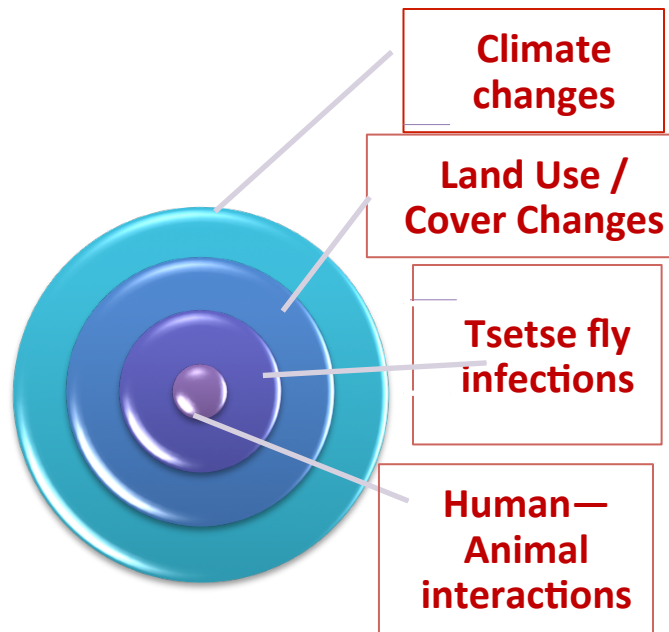 Climate
changes
Land Use /
Cover Changes
Tsetse fly
infections
Human—
Animal
interactions